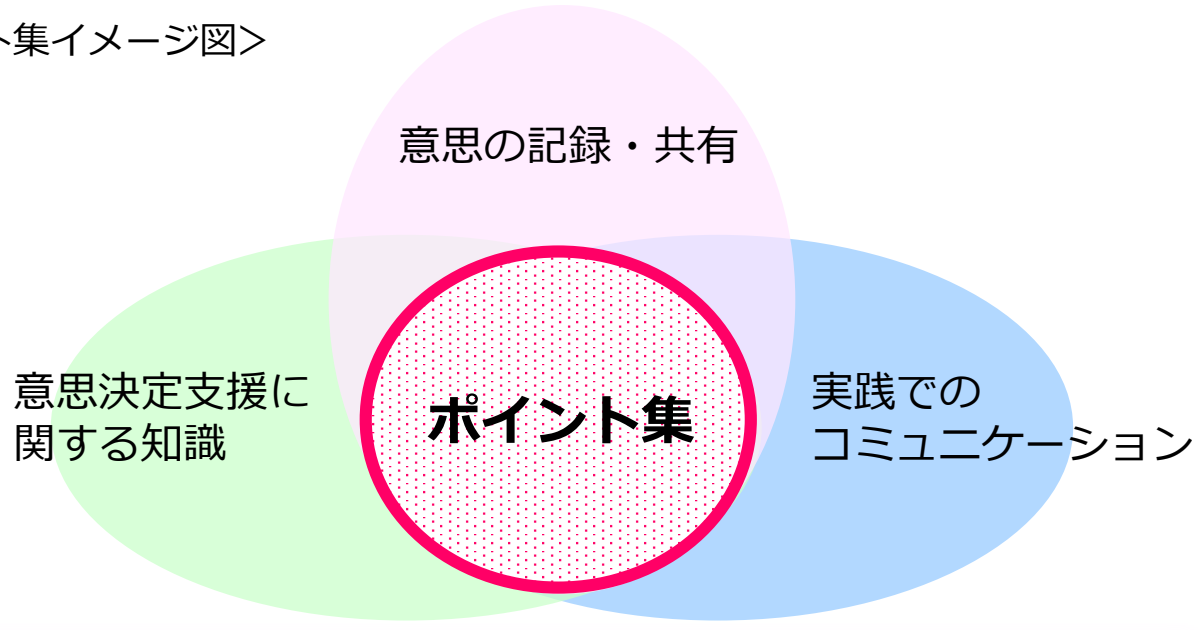 ト集イメージ図>
意思の記録・共有
意思決定支援に
関する知識
ポイント集
実践での
コミュニケーション